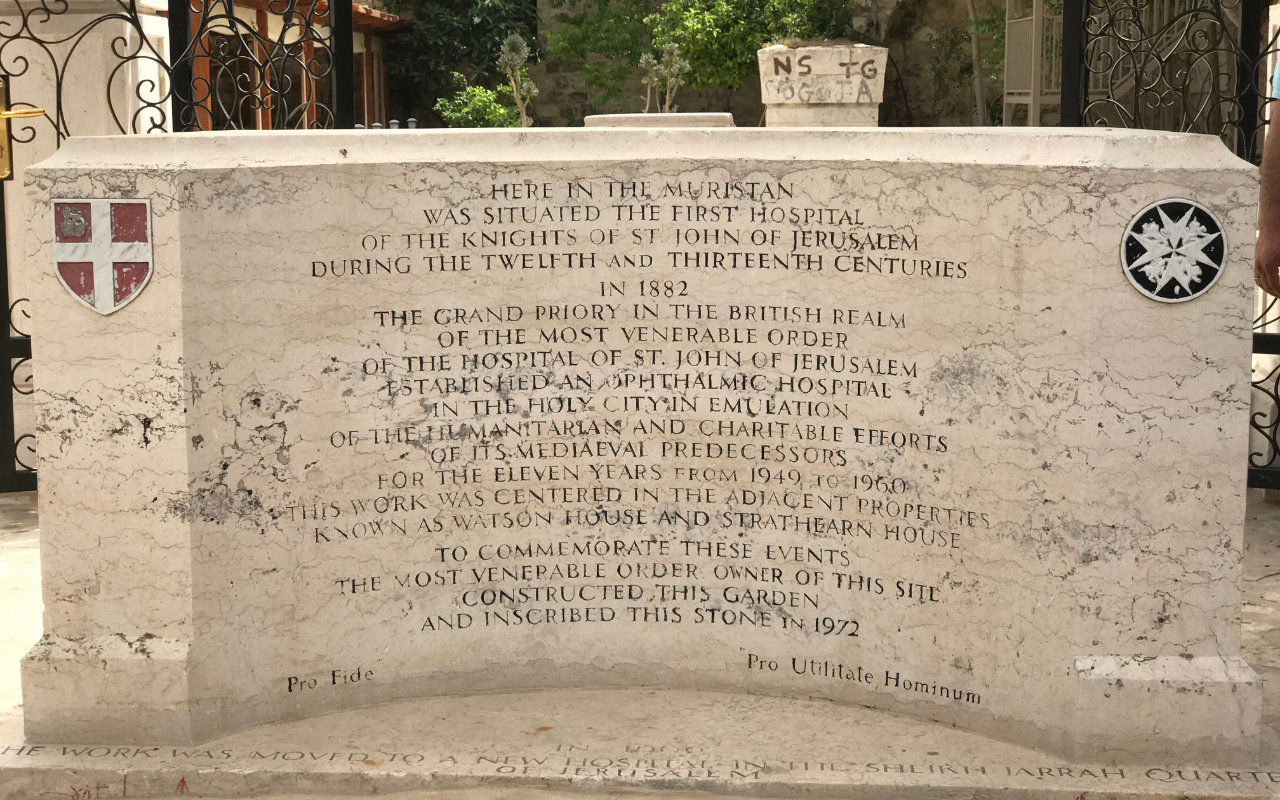 NS TG
BOGOTA
HERE IN THE MURISTAN
WAS SITUATED THE FIRST HOSPITAL
OF THE KNIGHTS OF ST. JOHN OF JERUSALEM
DURING THE TWELFTH AND THIRTEENTH CENTURIES
IN 1882
THE GRAND PRIORY IN THE BRITISH REALM
OF THE MOST VENERABLE ORDER
OF THE HOSPITAL OF ST. JOHN OF JERUSALEM
ESTABLISHED AN OPHTHALMIC HOSPITAL
IN THE HOLY CITY IN EMULATION
OF THE HUMANITARIAN AND CHARITABLE EFFORTS
OF ITS MEDIAEVAL PREDECESSORS
FOR THE ELEVEN YEARS FROM 1949 TO 1960
THIS WORK WAS CENTERED IN THE ADJACENT PROPERTIES
KNOWN AS WATSON HOUSE AND STRATHEARN HOUSE
TO COMMEMORATE THESE EVENTS
THE MOST VENERABLE ORDER OWNER OF THIS SITE
CONSTRUCTED THIS GARDEN
AND INSCRIBED THIS STONE IN 1972
Pro Fide
Pro Utilitate Hominum
IN 1960
THE WORK WAS MOVED TO A NEW HOSPITAL IN THE SHEIKH JARRAH QUARTE
OF JERUSALEM